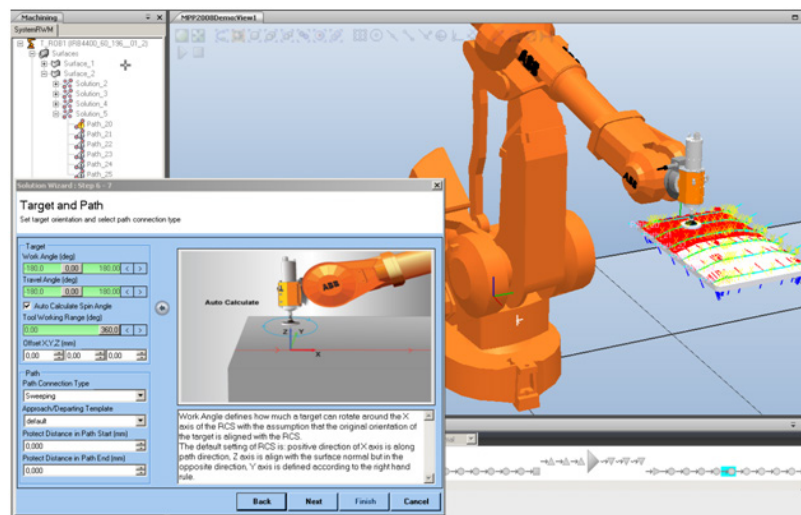 Machining
MPP2008Demo:View1
SystemRWM
T_ROB1 (IRB4400_60_196__01_2)
Surfaces
Surface_1
Surface_2
Solution_2
Solution_3
Solution_4
Solution_5
Path_20
Path_21
Path_22
Path_23
Path_24
Path_25
ABB
ABB
Solution Wizard : Step 6 - 7
Target and Path
Set target orientation and select path connection type
Target
Work Angle (deg)
-180,0 0,00 180,00 < >
Travel Angle (deg)
-180,0 0,00 180,00 < >
Auto Calculate Spin Angle
Tool Working Range (deg)
0,00 360,0 < >
Offset X,Y,Z (mm)
0,00 0,00 0,00
Path
Path Connection Type
Sweeping
Approach/Departing Template
default
Protect Distance in Path Start (mm)
0,000
Protect Distance in Path End (mm)
0,000
Auto Calculate
ABB
Z Y
X
Work Angle defines how much a target can rotate around the X
axis of the RCS with the assumption that the original orientation of
the target is aligned with the RCS.
The default setting of RCS is: positive direction of X axis is along
path direction, Z axis is align with the surface normal but in the
opposite direction, Y axis is defined according to the right hand
rule.
Back Next Finish Cancel